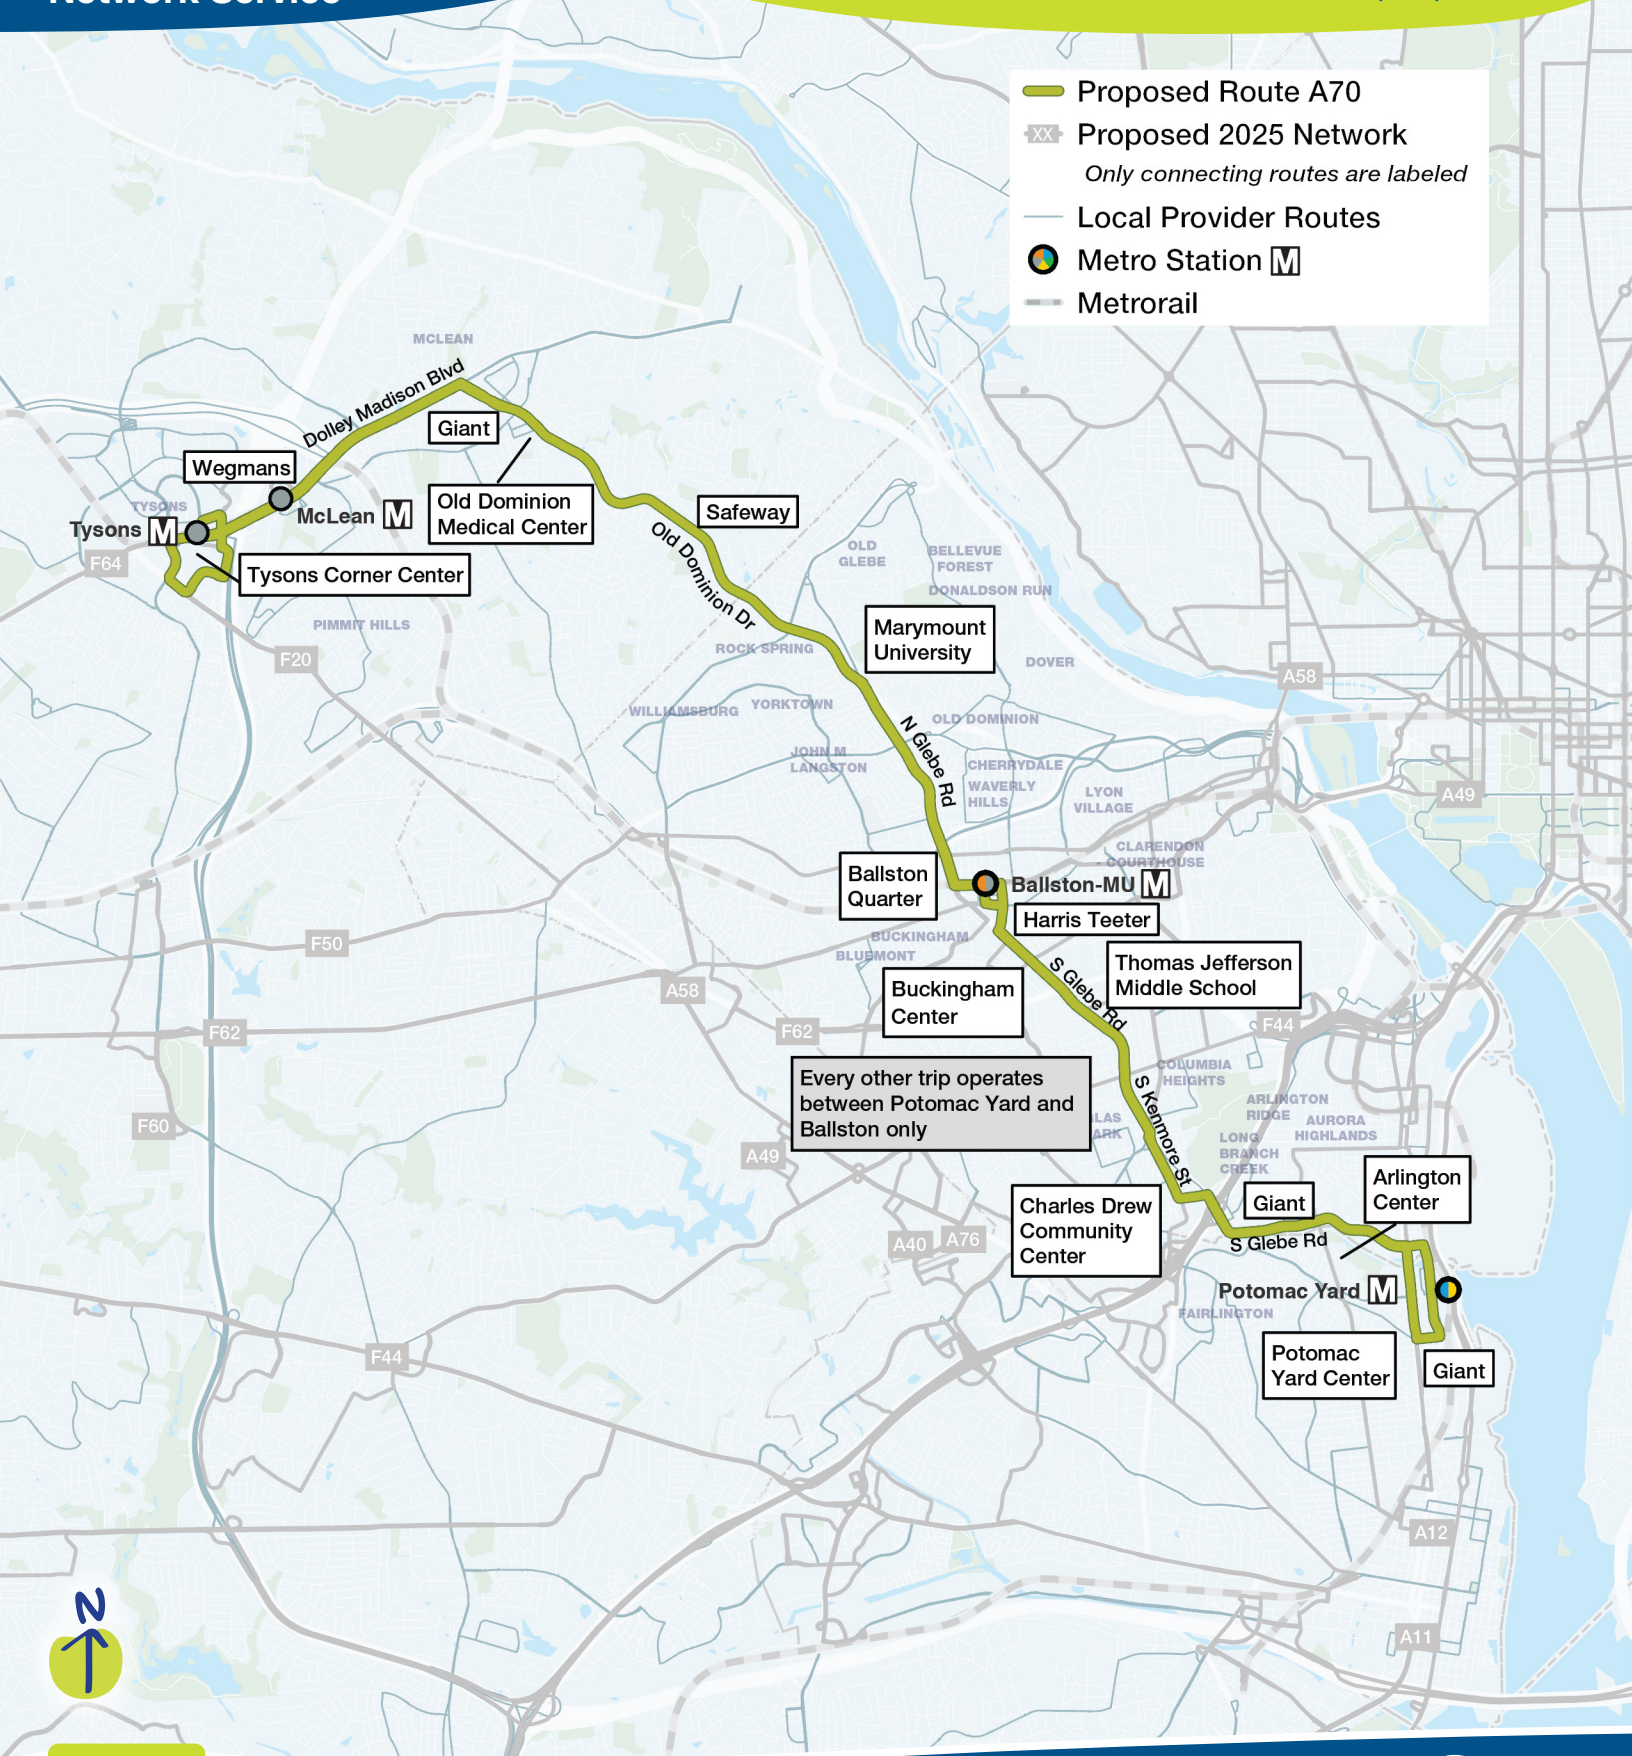 Network Service
Proposed Route A70
XX Proposed 2025 Network
Only connecting routes are labeled
Local Provider Routes
Metro Station M
Metrorail
MCLEAN
Dolley Madison Blvd
Giant
Wegmans
Old Dominion
Medical Center
McLean M
TYSONS
Tysons M
F64
Tysons Corner Center
Safeway
Old Dominion Dr
OLD
GLEBE
BELLEVUE
FOREST
DONALDSON RUN
PIMMIT HILLS
F20
Marymount
University
ROCK SPRING
DOVER
A58
WILLIAMSBURG
YORKTOWN
OLD DOMINION
N Glebe Rd
JOHN M
LANGSTON
CHERRYDALE
WAVERLY
HILLS
LYON
VILLAGE
A49
CLARENDON
- COURTHOUSE
Ballston
Quarter
Ballston-MU M
Harris Teeter
BUCKINGHAM
BLUEMONT
F50
A58
Buckingham
Center
S Glebe Rd
Thomas Jefferson
Middle School
F62
F62
F44
Every other trip operates
between Potomac Yard and
Ballston only
COLUMBIA
HEIGHTS
S Kenmore St
LAS
ARK
ARLINGTON
RIDGE
AURORA
HIGHLANDS
LONG
BRANCH
CREEK
F60
A49
Arlington
Center
Charles Drew
Community
Center
Giant
S Glebe Rd
A40
A76
Potomac Yard M
FAIRLINGTON
Potomac
Yard Center
Giant
F44
A12
N
A11